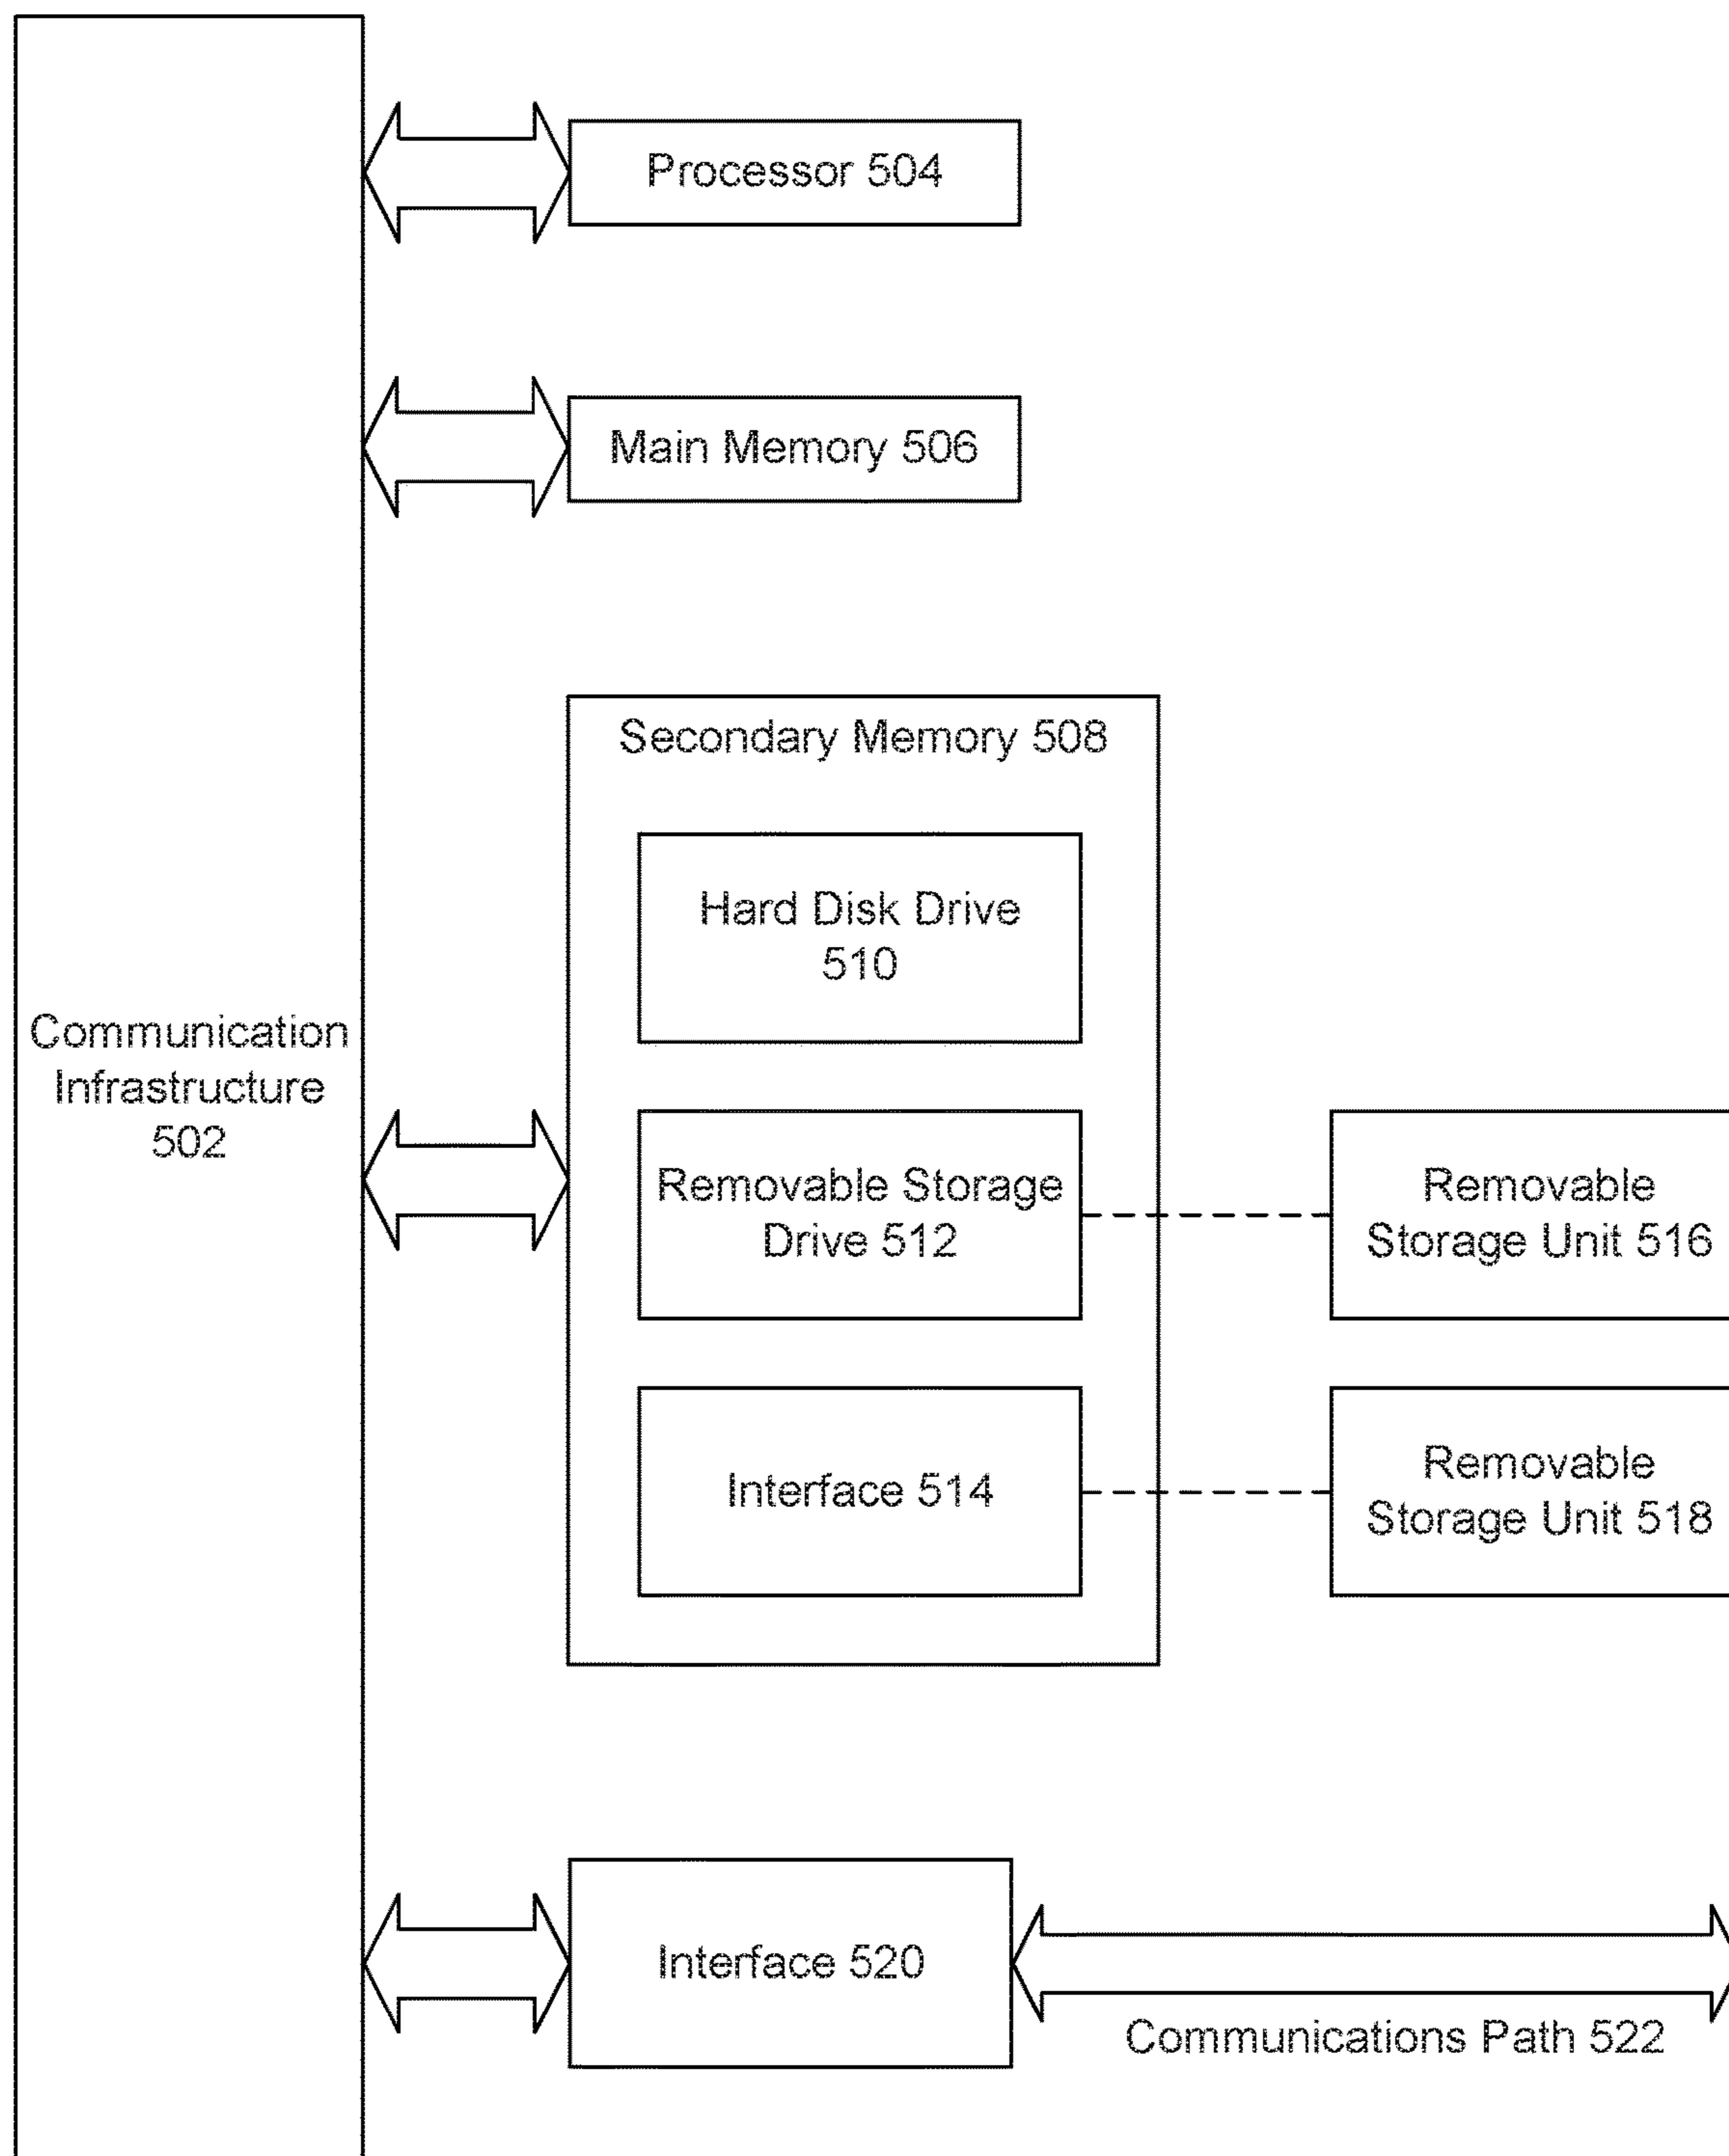 Processor 504
Main Memory 506
Secondary Memory 508
Hard Disk Drive
510
Communication
Infrastructure
502
Removable Storage
Drive 512
Removable
Storage Unit 516
Interface 514
Removable
Storage Unit 518
Interface 520
Communications Path 522